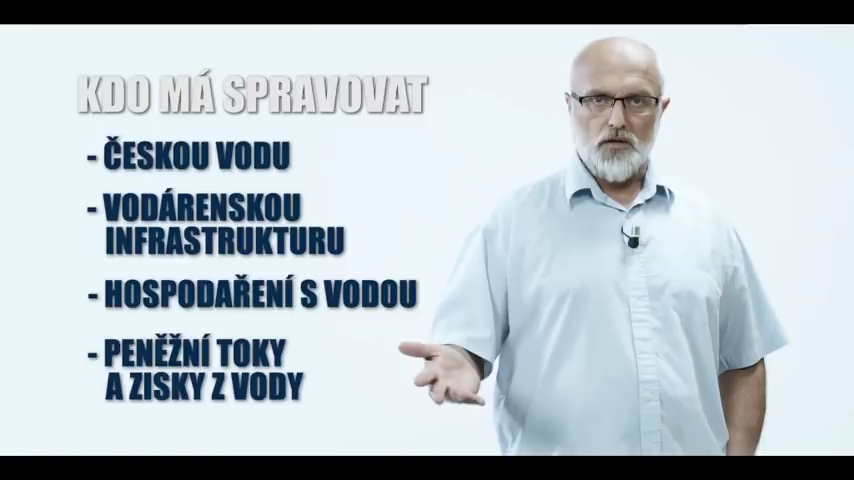 KDO MÁ SPRAVOVAT
- ČESKOU VODU
- VODÁRENSKOU
INFRASTRUKTURU
- HOSPODAŘENÍ S VODOU
- PENĚŽNÍ TOKY
A ZISKY Z VODY